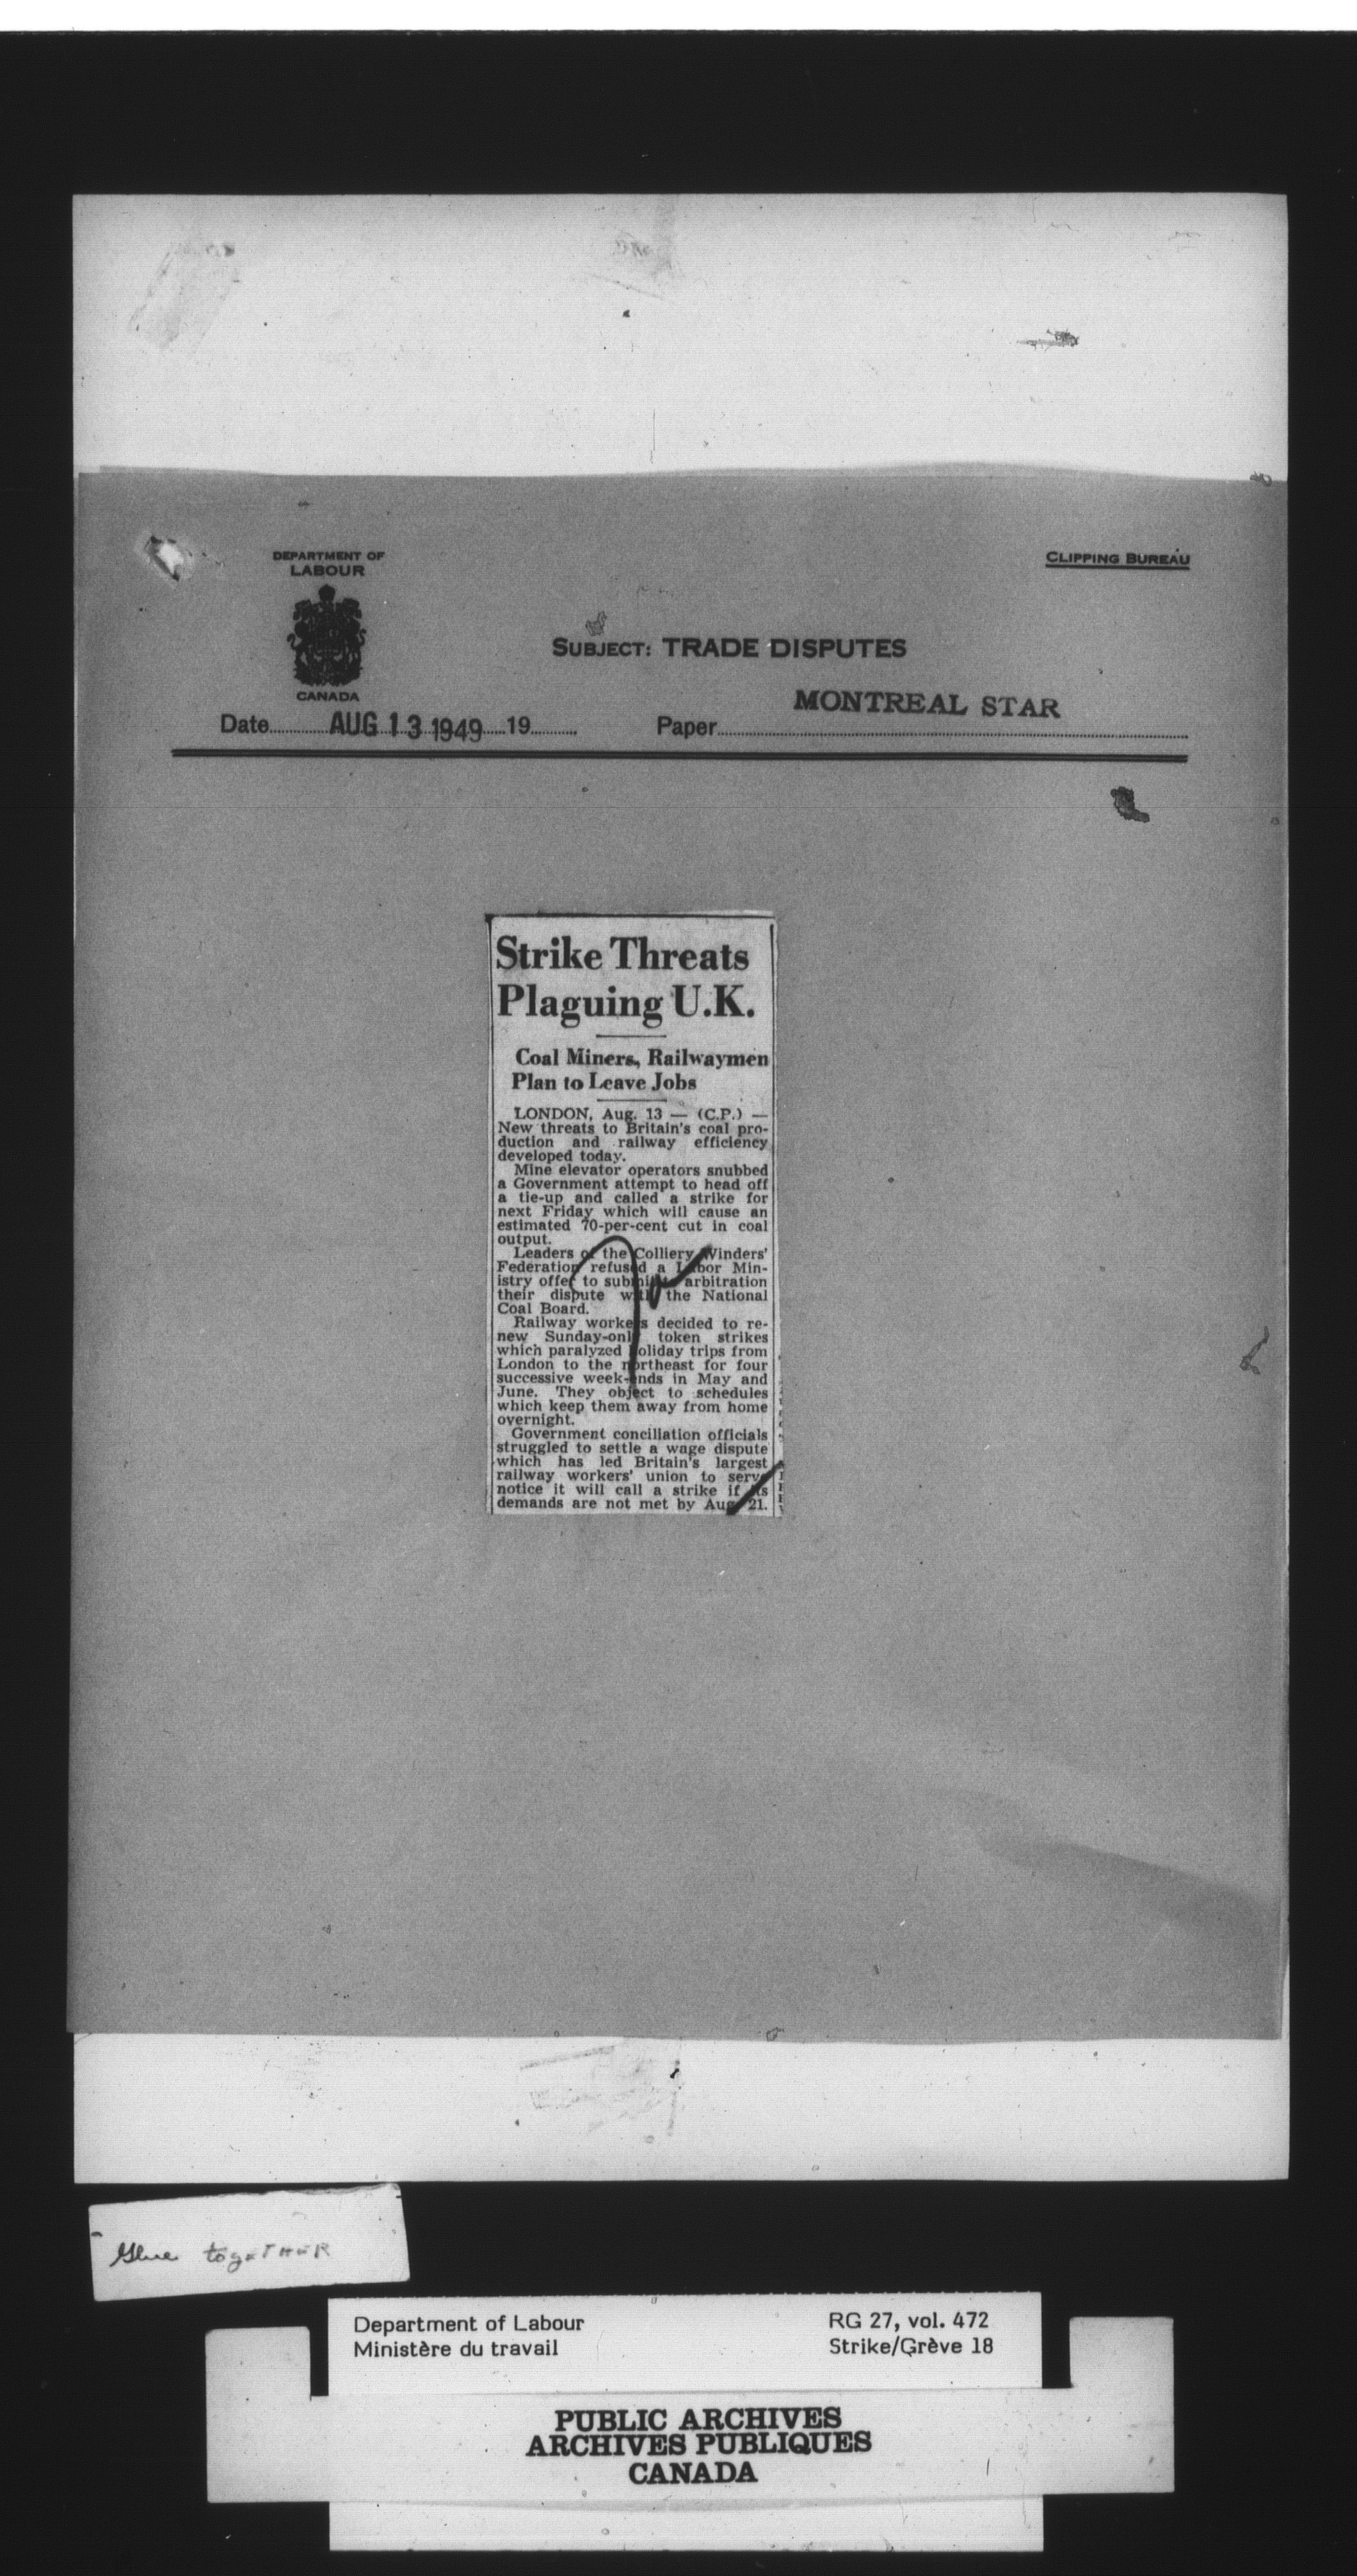 DEPARTMENT OF
LABOUR
CANADA
CLIPPING BUREAU
SUBJECT: TRADE DISPUTES
MONTREAL STAR
Date AUG 13 1949 19 Paper
Strike Threats
Plaguing U.K.
Coal Miners, Railwaymen
Plan to Leave Jobs
LONDON, Aug. 13 — (C.P.) —
New threats to Britain's coal pro-
duction and railway efficiency
developed today.
Mine elevator operators snubbed
a Government attempt to head off
a tie-up and called a strike for
next Friday which will cause an
estimated 70-per-cent cut in coal
output.
Leaders of the Colliery Winders'
Federation refused a Labor Min-
istry offer to submit to arbitration
their dispute with the National
Coal Board.
Railway workers decided to re-
new Sunday-only token strikes
which paralyzed holiday trips from
London to the northeast for four
successive week-ends in May and
June. They object to schedules
which keep them away from home
overnight.
Government conciliation officials
struggled to settle a wage dispute
which has led Britain's largest
railway workers' union to serve
notice it will call a strike if its
demands are not met by Aug. 21.
Glue togETHER
Department of Labour RG 27, vol. 472
Ministère du travail Strike/Grève 18
PUBLIC ARCHIVES
ARCHIVES PUBLIQUES
CANADA